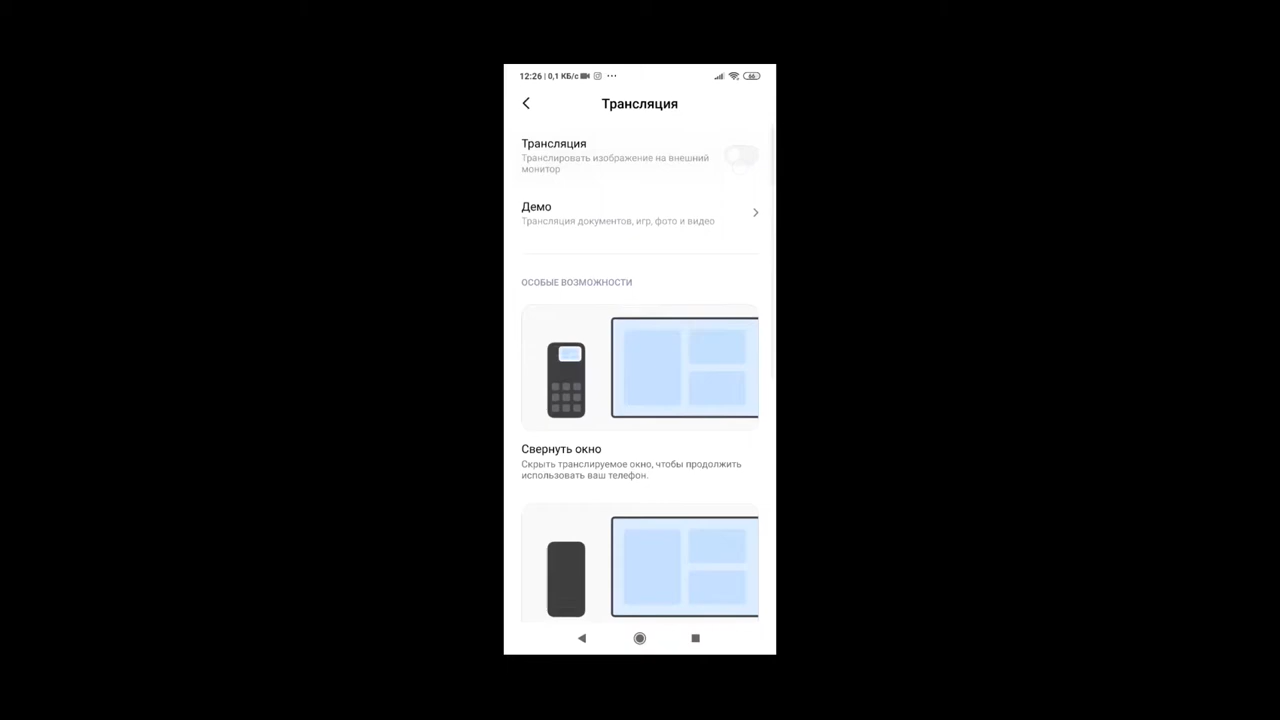 12:26 | 0,1 КБ/с ... 66
Трансляция
Трансляция
Транслировать изображение на внешний
монитор
Демо
Трансляция документов, игр, фото и видео
ОСОБЫЕ ВОЗМОЖНОСТИ
Свернуть окно
Скрыть транслируемое окно, чтобы продолжить
использовать ваш телефон.